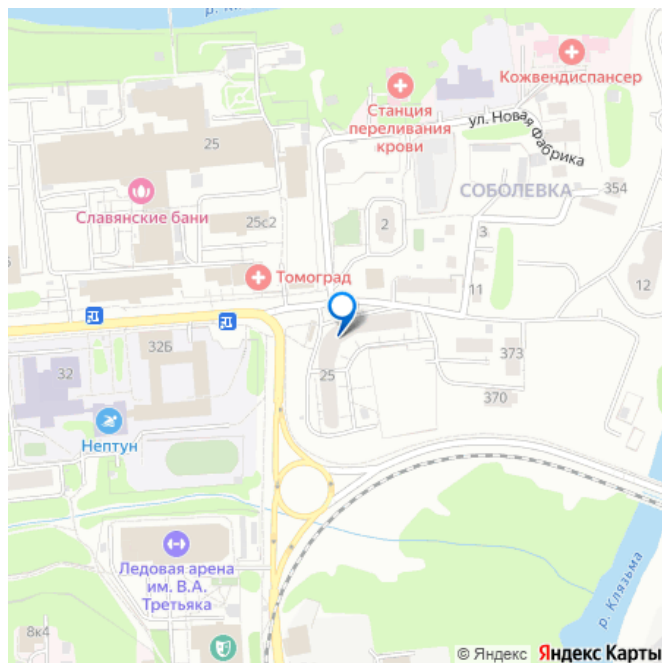 р. Кл
Кожвендиспансер
Станция
переливания
крови
ул. Новая Фабрика
25
СОБОЛЕВКА
354
Славянские бани
25с2
2
3
Томоград
11
12
32Б
32
373
25
370
Нептун
Ледовая арена
им. В.А.
Третьяка
р. Клязьма
8к4
© Яндекс Яндекс Карты